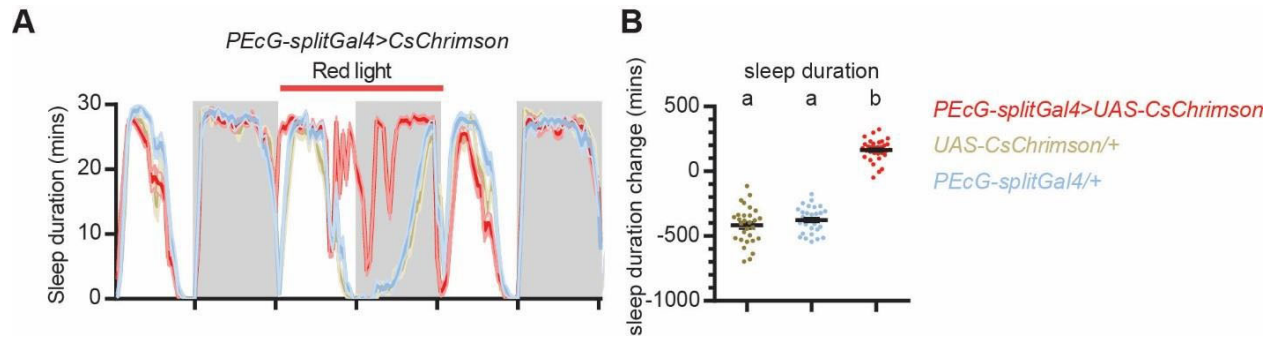 A
PEcG-splitGal4>CsChrimson
Red light
Sleep duration (mins)
30
20
10
0
B
sleep duration
a a b
sleep duration change (mins)
500
0
-500
-1000
PEcG-splitGal4>UAS-CsChrimson
UAS-CsChrimson/+
PEcG-splitGal4/+